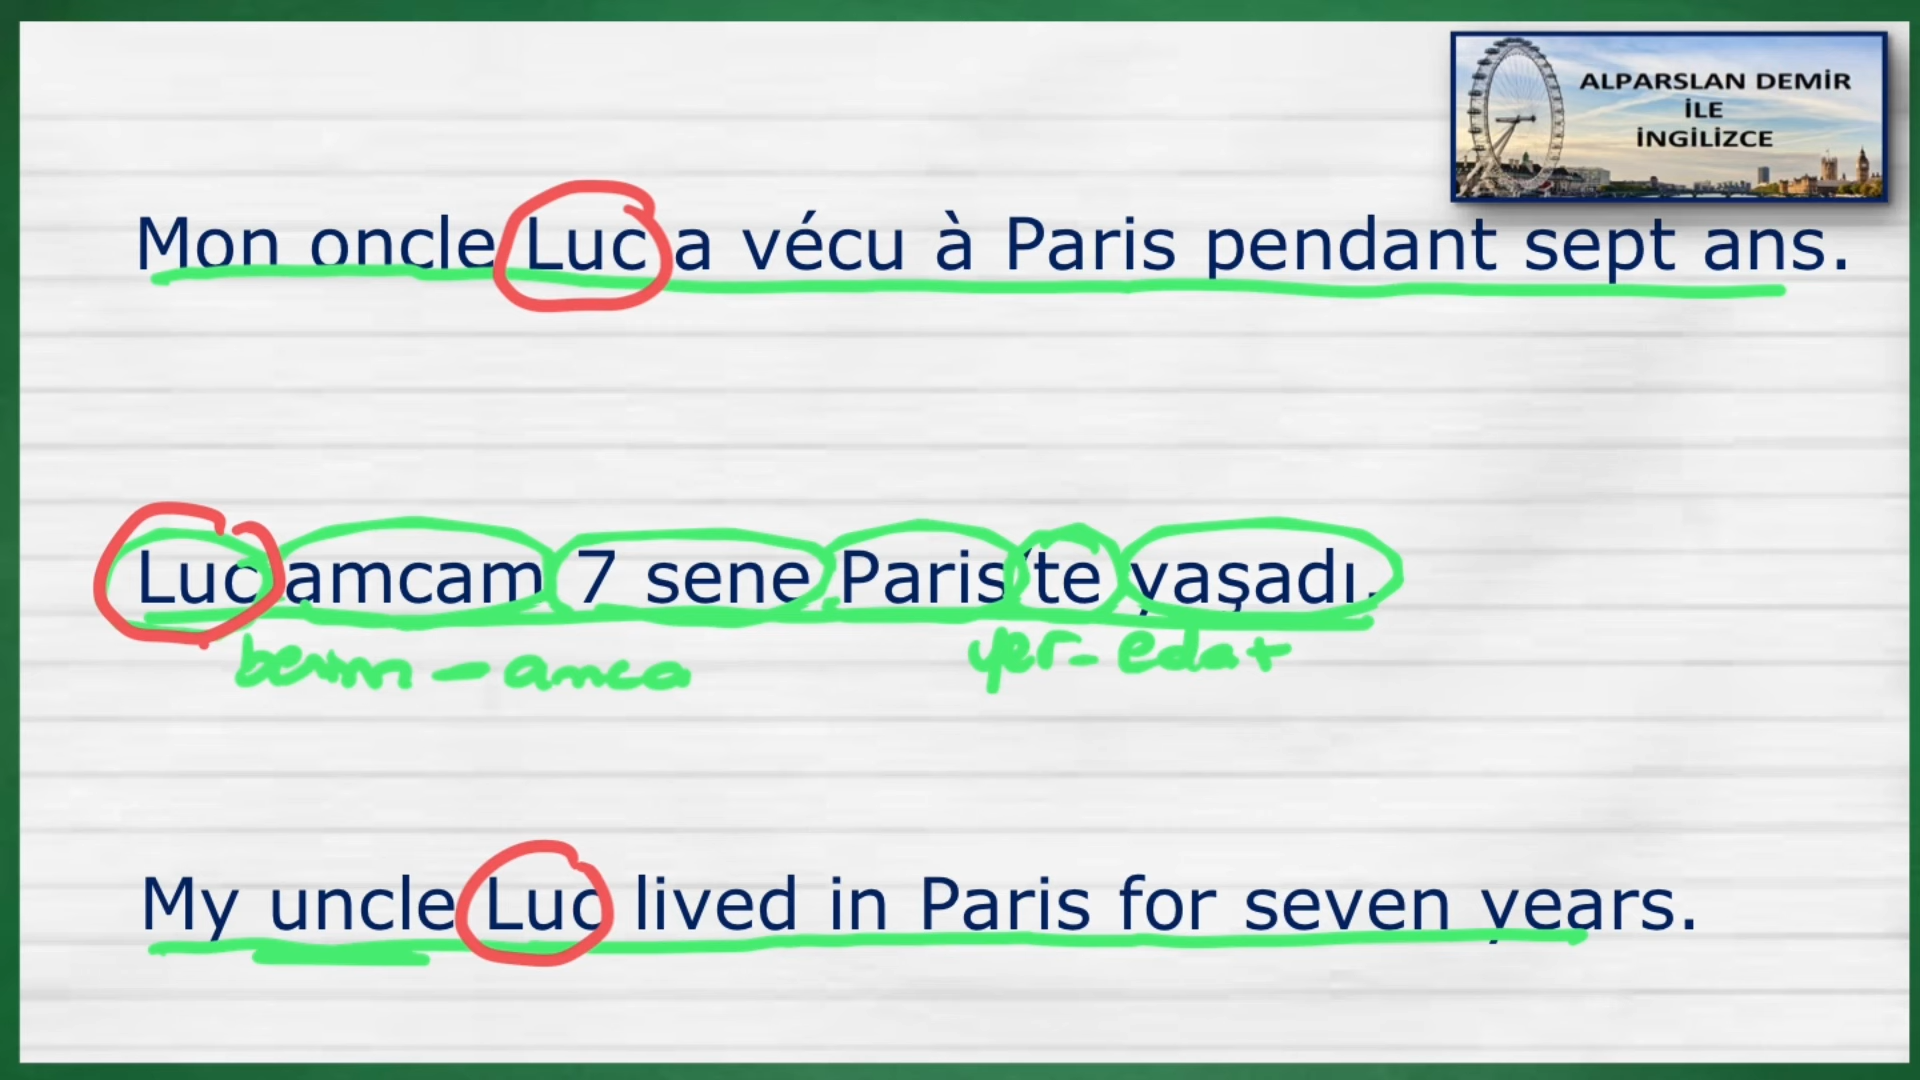 ALPARSLAN DEMİR
İLE
İNGİLİZCE
Mon oncle Luc a vécu à Paris pendant sept ans.
Luc amcam 7 sene Paris'te yaşadı.
benim - amca yer - edat
My uncle Luc lived in Paris for seven years.